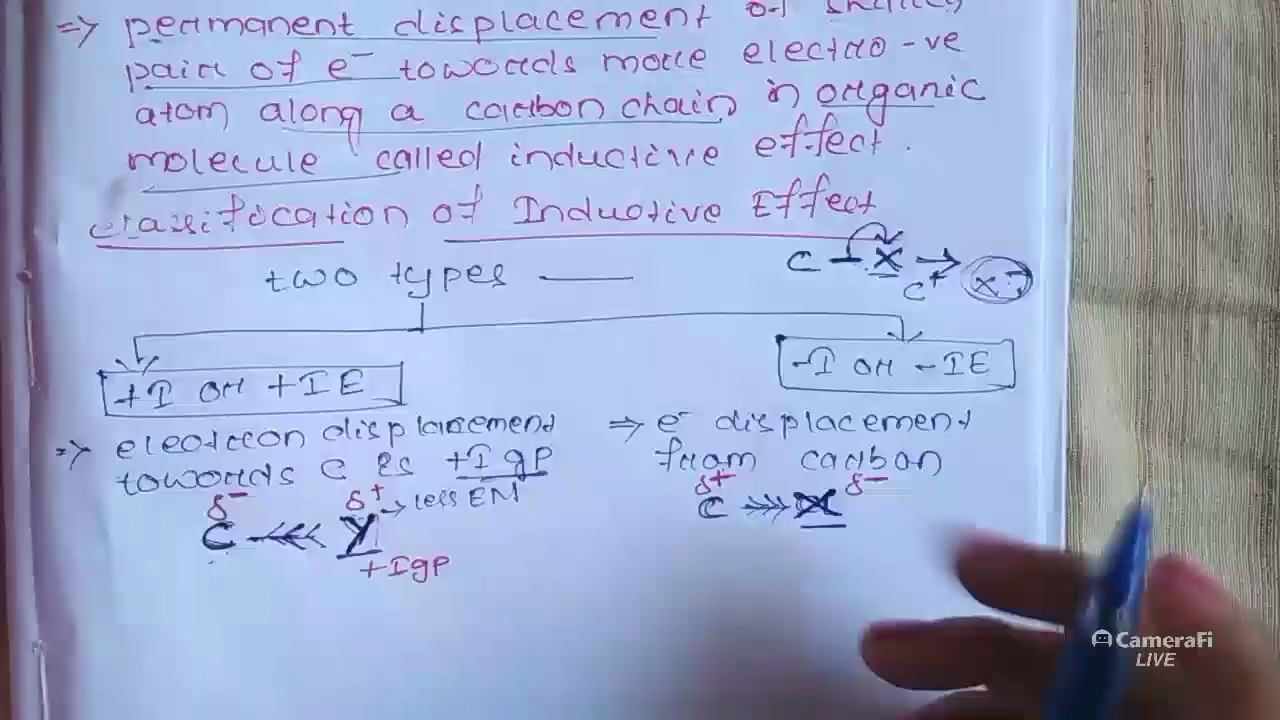 => permanent displacement of
pair of e⁻ towards more electro -ve
atom along a carbon chain in organic
molecule called inductive effect.
classification of Inductive Effect
C - X → C⁺ X:⁻
two types
+I or +IE
-I or -IE
=> electron displacement
towards C is +I gp
δ⁻ δ⁺ → less EN
C Y
+Igp
=> e⁻ displacement
from carbon
δ⁺ δ⁻
C X
CameraFi
LIVE